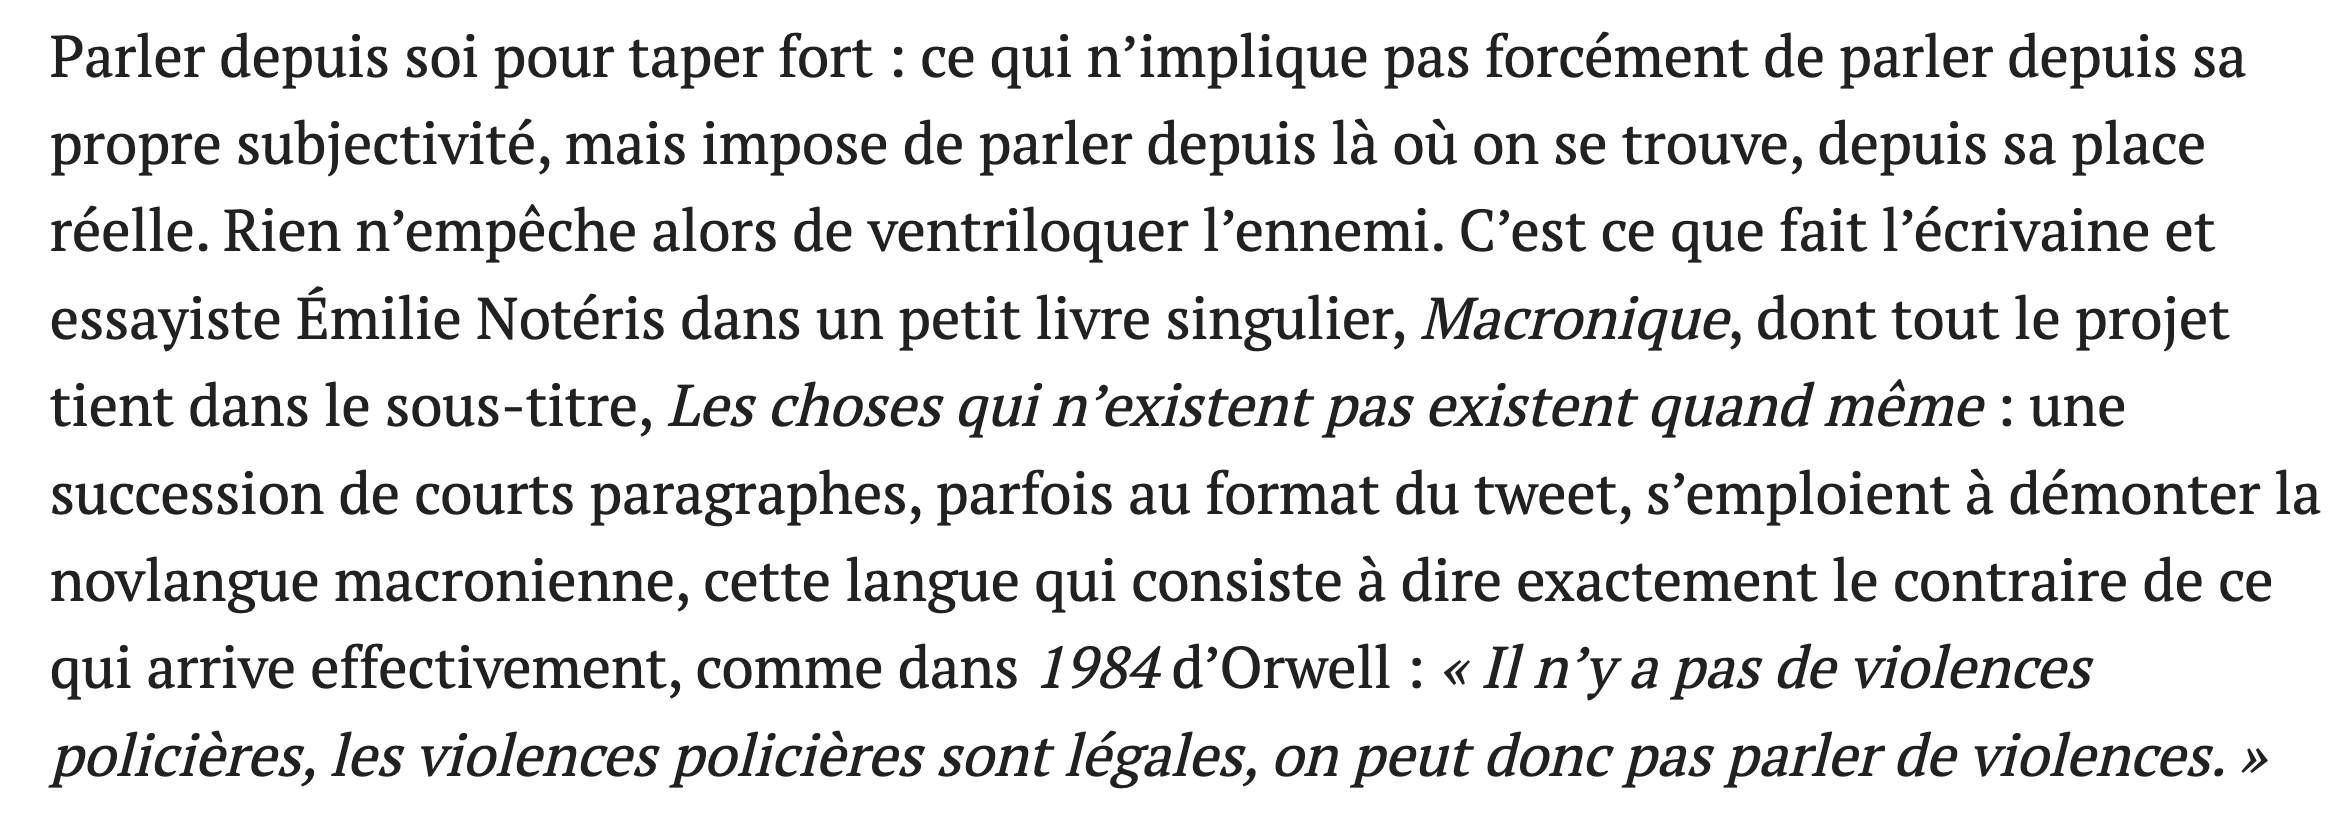 Parler depuis soi pour taper fort : ce qui n’implique pas forcément de parler depuis sa
propre subjectivité, mais impose de parler depuis là où on se trouve, depuis sa place
réelle. Rien n’empêche alors de ventriloquer l’ennemi. C’est ce que fait l’écrivaine et
essayiste Émilie Notéris dans un petit livre singulier, Macronique, dont tout le projet
tient dans le sous-titre, Les choses qui n’existent pas existent quand même : une
succession de courts paragraphes, parfois au format du tweet, s’emploient à démonter la
novlangue macronienne, cette langue qui consiste à dire exactement le contraire de ce
qui arrive effectivement, comme dans 1984 d’Orwell : « Il n’y a pas de violences
policières, les violences policières sont légales, on peut donc pas parler de violences. »